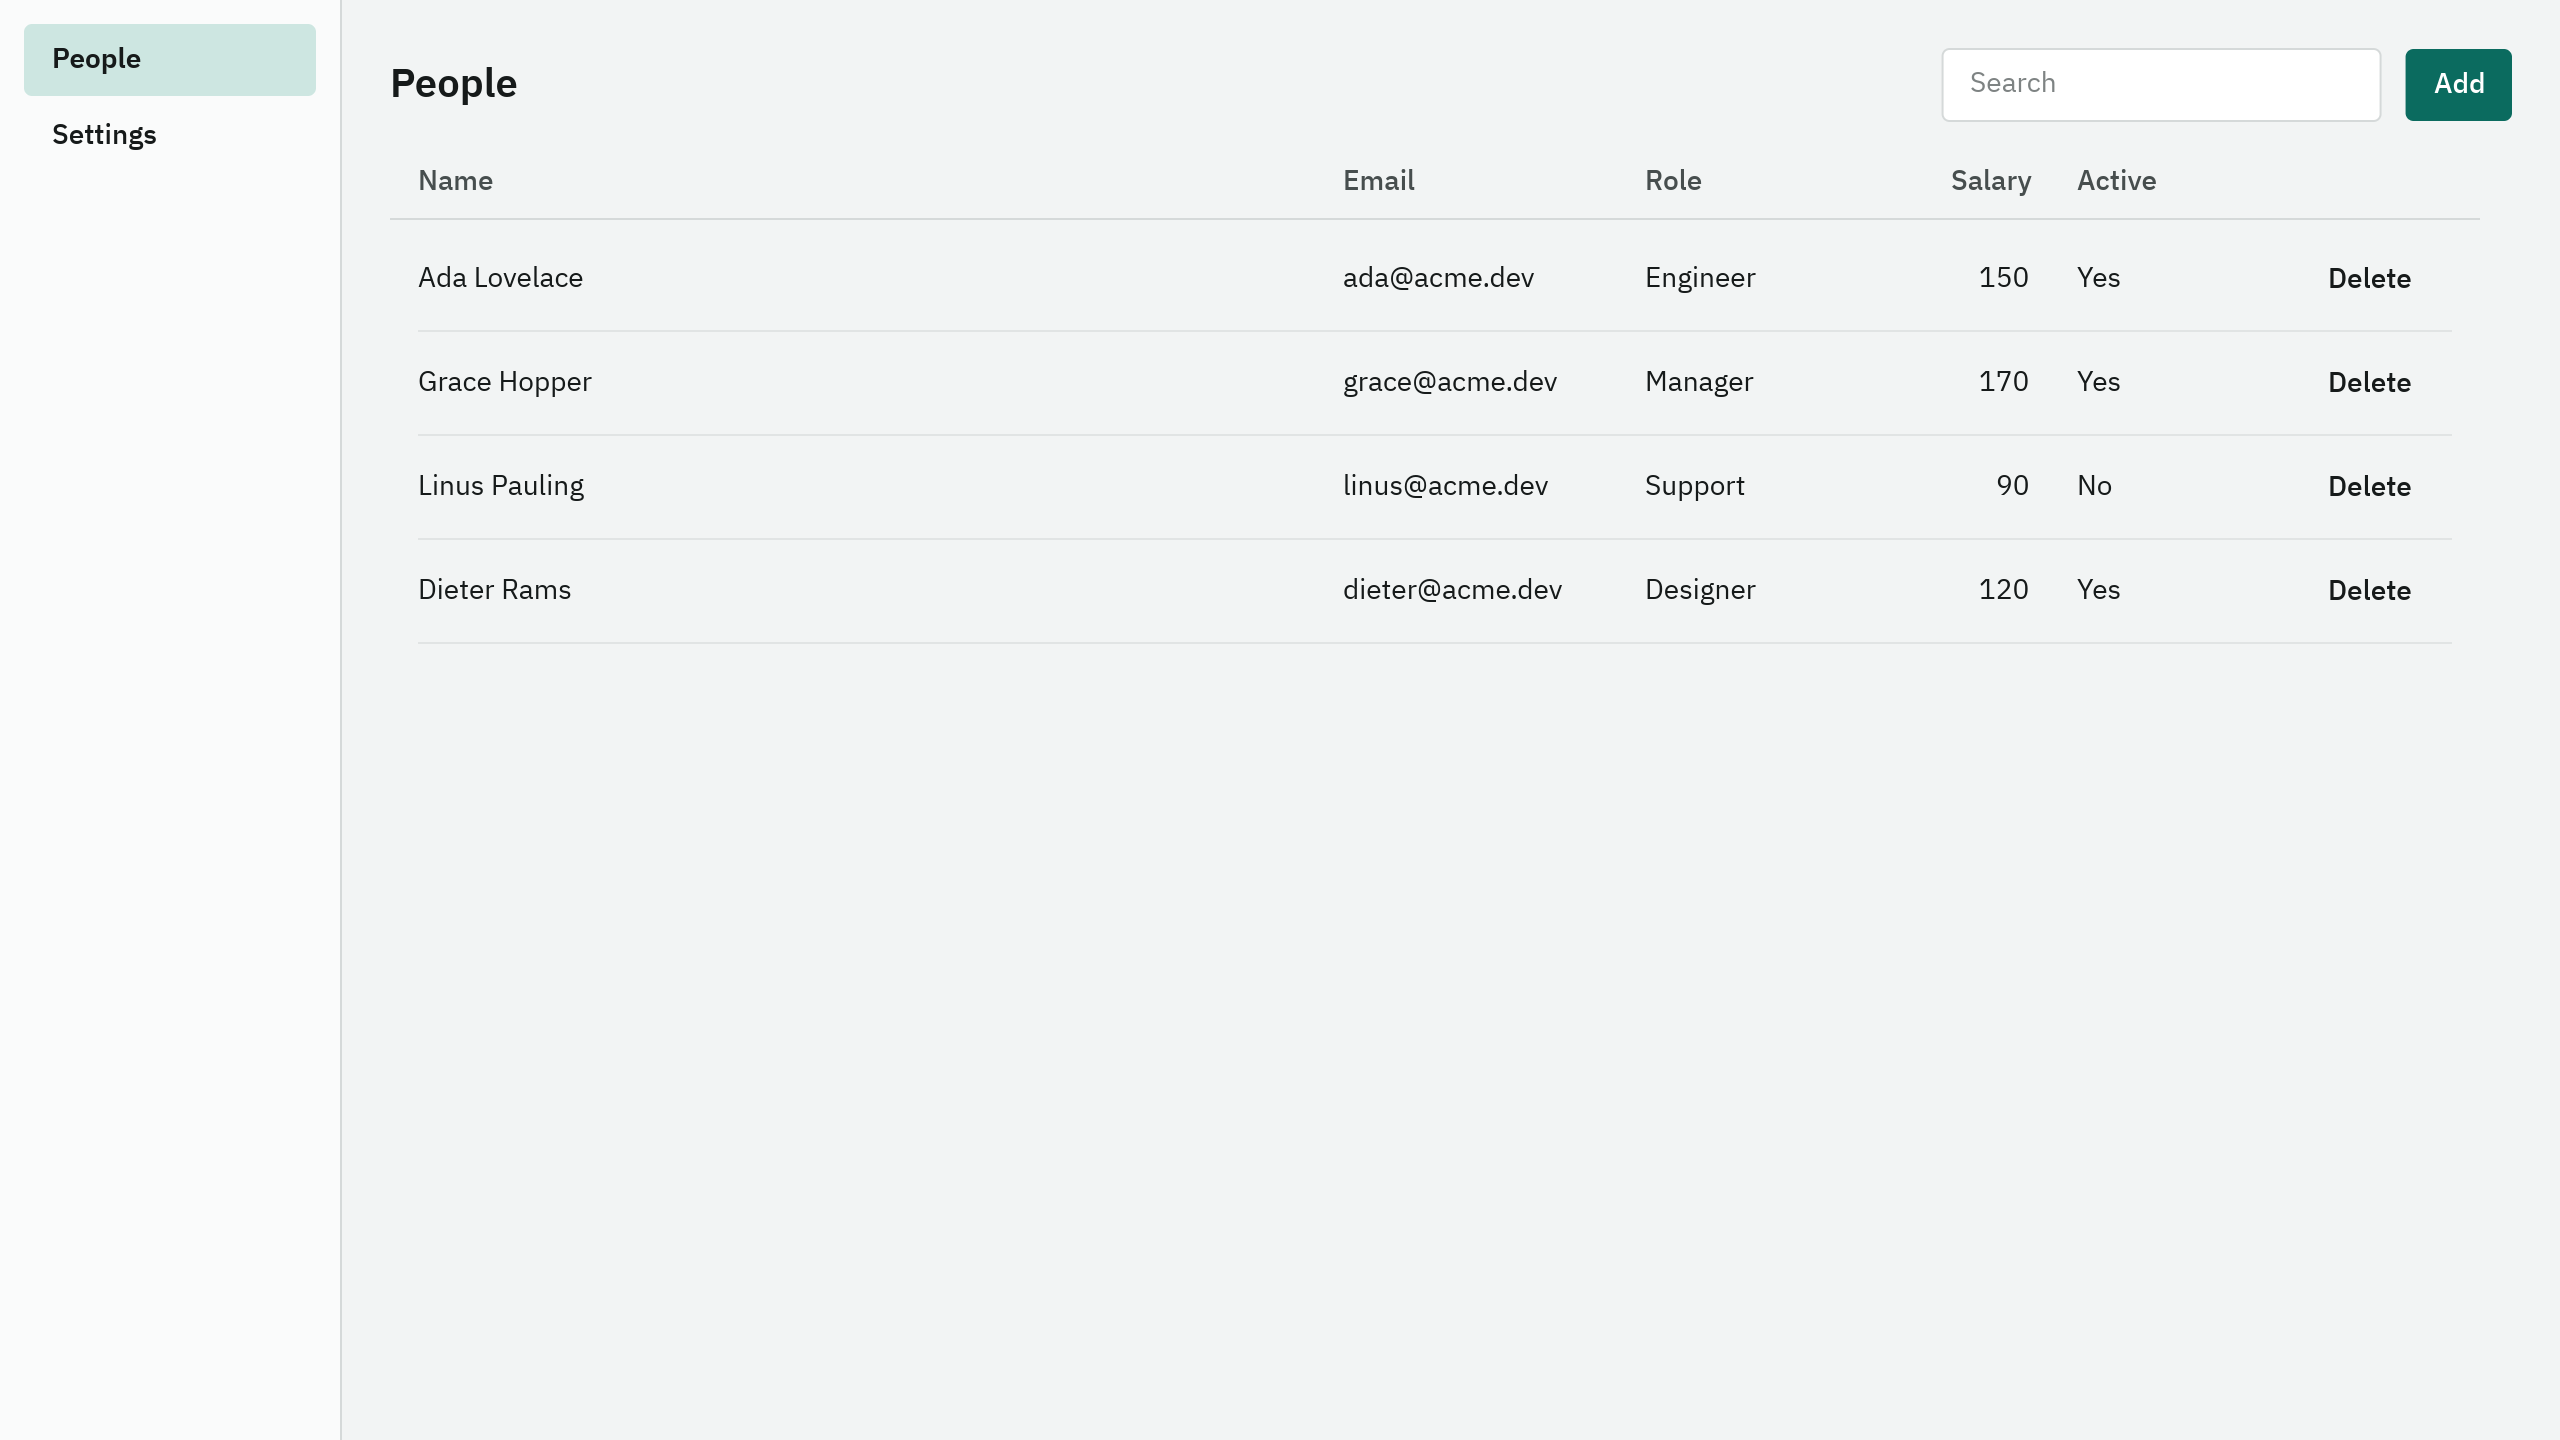 People
Settings
People
Search
Add
Name Email Role Salary Active
Ada Lovelace ada@acme.dev Engineer 150 Yes Delete
Grace Hopper grace@acme.dev Manager 170 Yes Delete
Linus Pauling linus@acme.dev Support 90 No Delete
Dieter Rams dieter@acme.dev Designer 120 Yes Delete